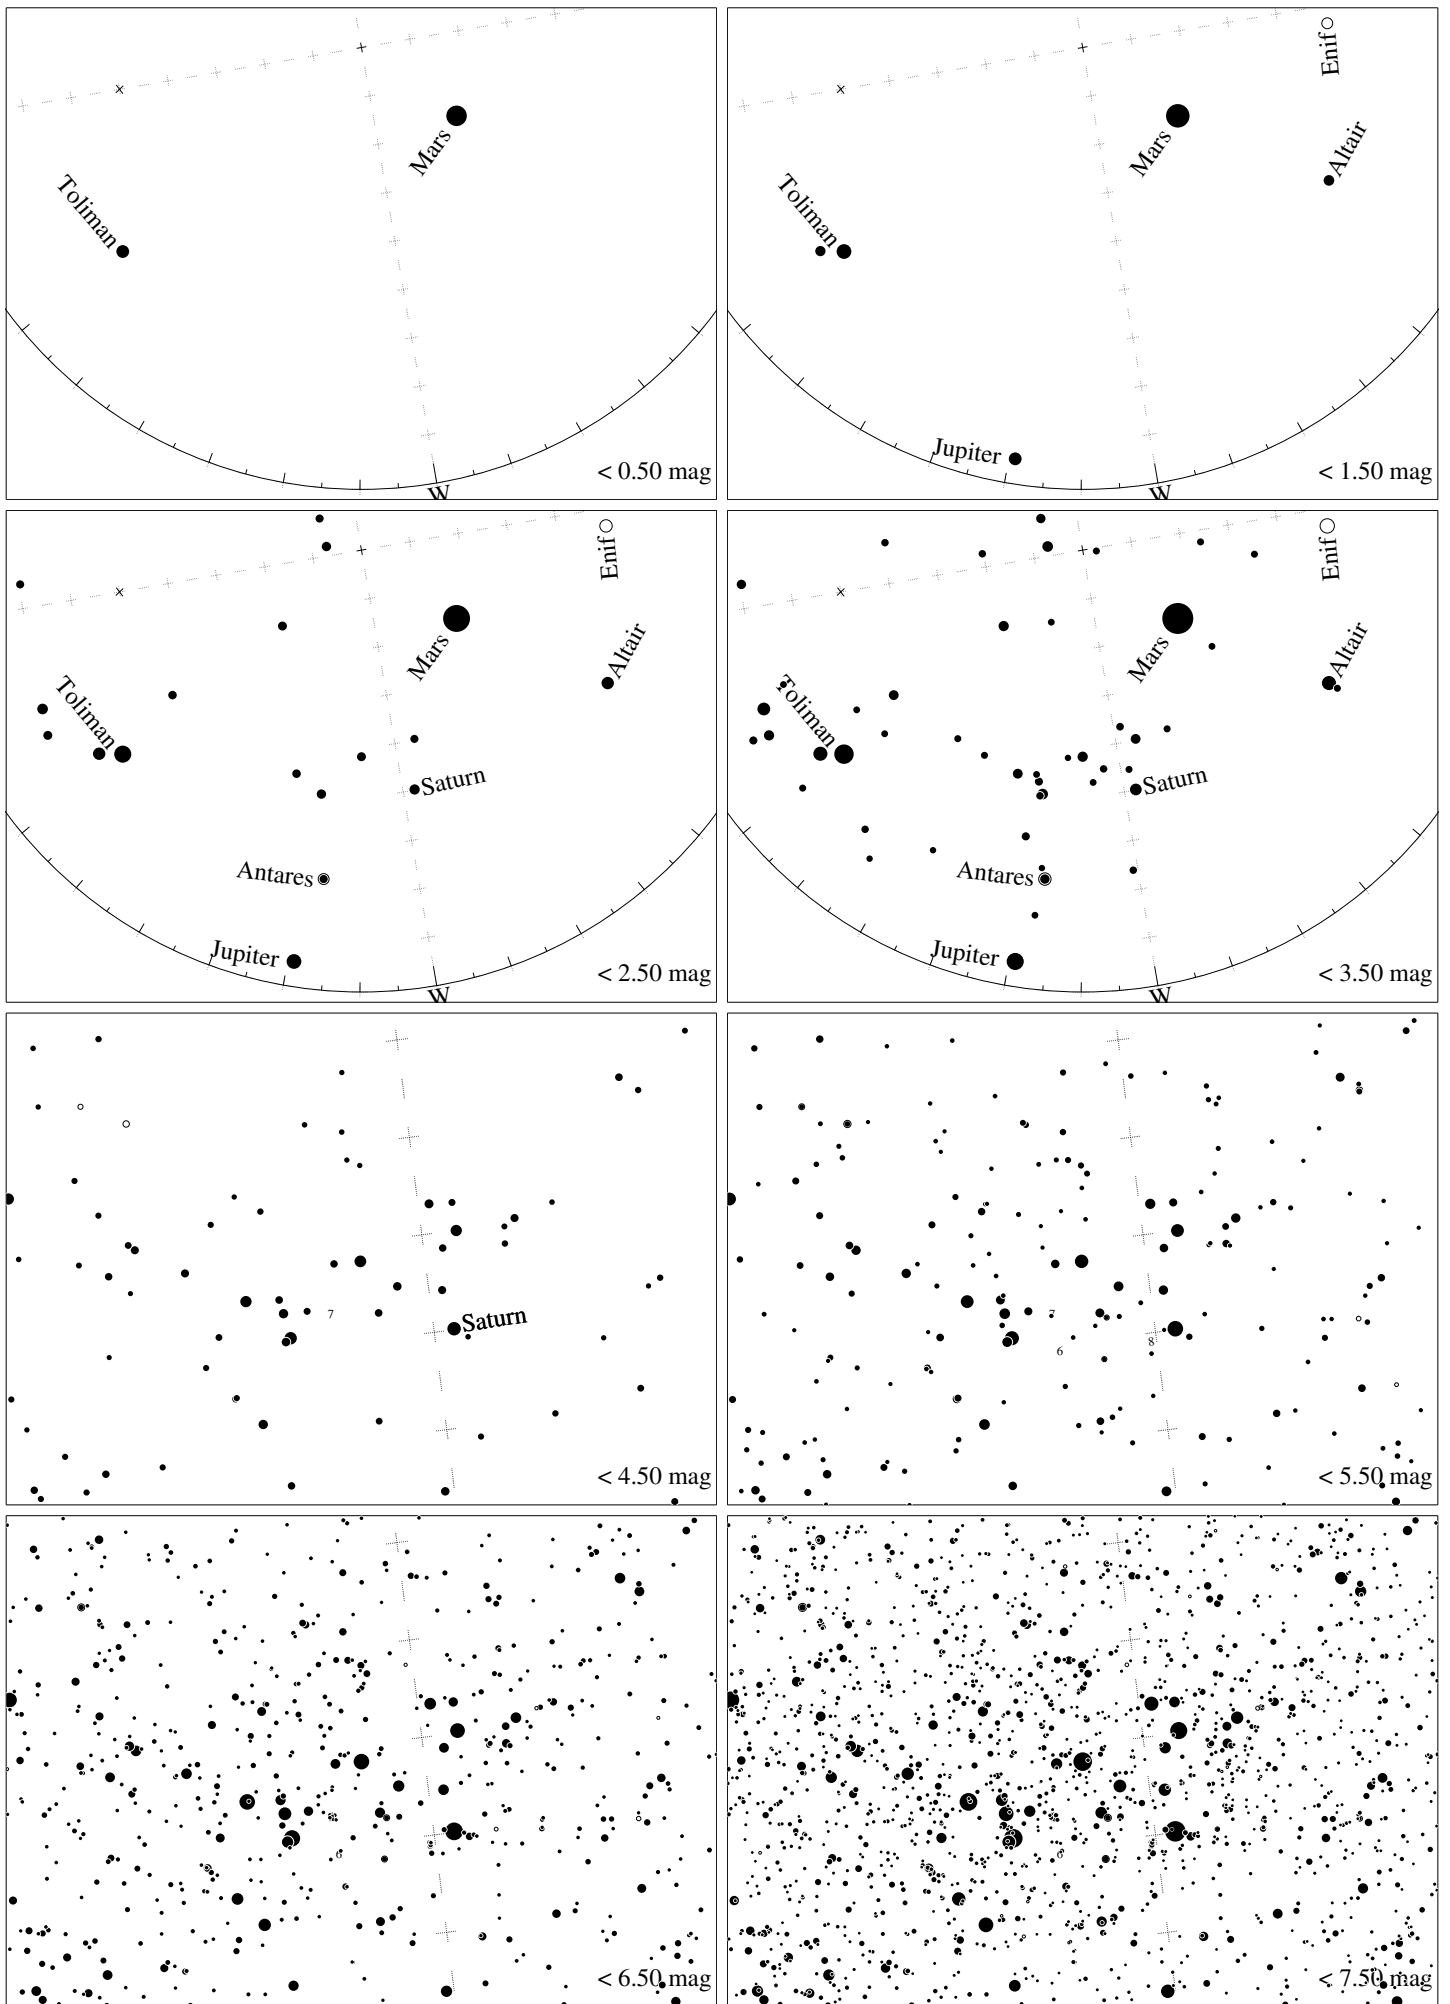 Mars
Toliman
W
< 0.50 mag
Enif
Mars
Altair
Toliman
Jupiter
W
< 1.50 mag
Enif
Mars
Altair
Toliman
Saturn
Antares
Jupiter
W
< 2.50 mag
Enif
Mars
Altair
Toliman
Saturn
Antares
Jupiter
W
< 3.50 mag
7
Saturn
< 4.50 mag
7
8
6
< 5.50 mag
6
< 6.50 mag
< 7.50 mag